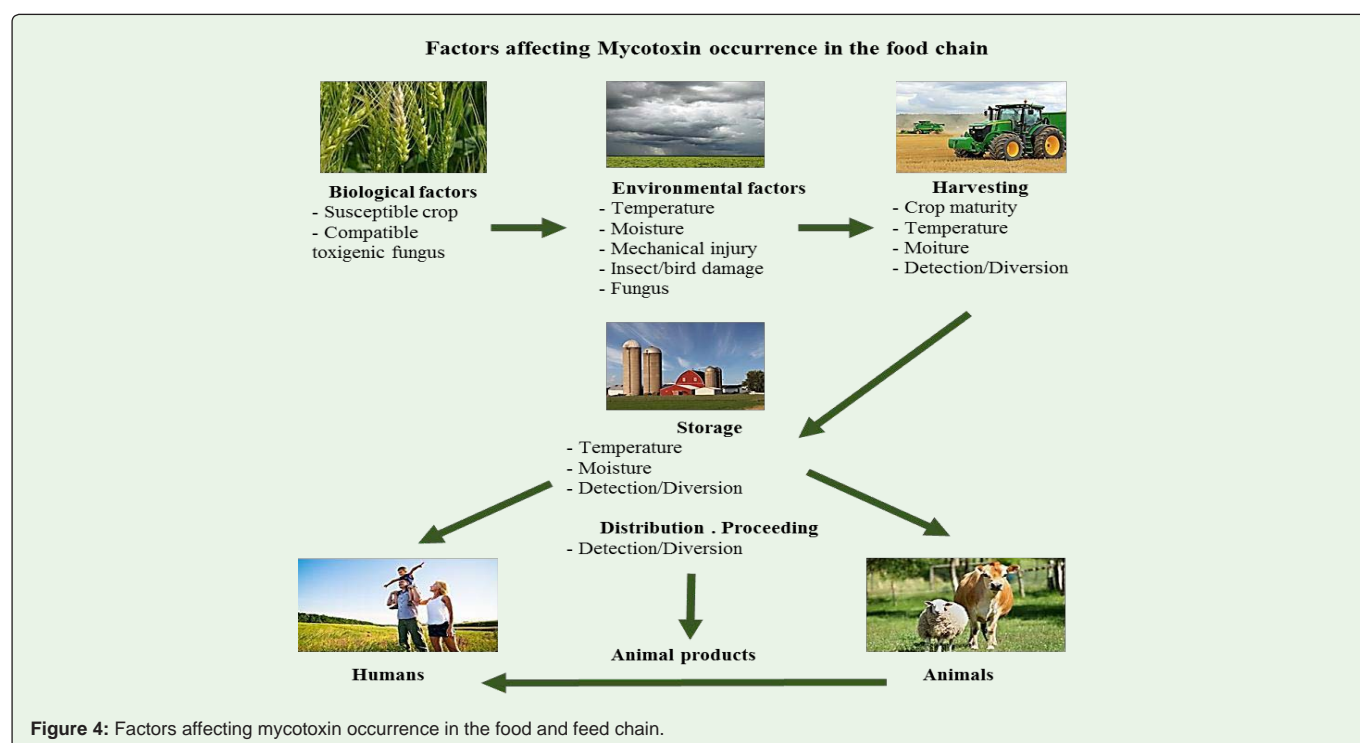 Factors affecting Mycotoxin occurrence in the food chain
Biological factors
- Susceptible crop
- Compatible
toxigenic fungus
Environmental factors
- Temperature
- Moisture
- Mechanical injury
- Insect/bird damage
- Fungus
Harvesting
- Crop maturity
- Temperature
- Moiture
- Detection/Diversion
Storage
- Temperature
- Moisture
- Detection/Diversion
Distribution . Proceeding
- Detection/Diversion
Humans
Animal products
Animals
Figure 4: Factors affecting mycotoxin occurrence in the food and feed chain.